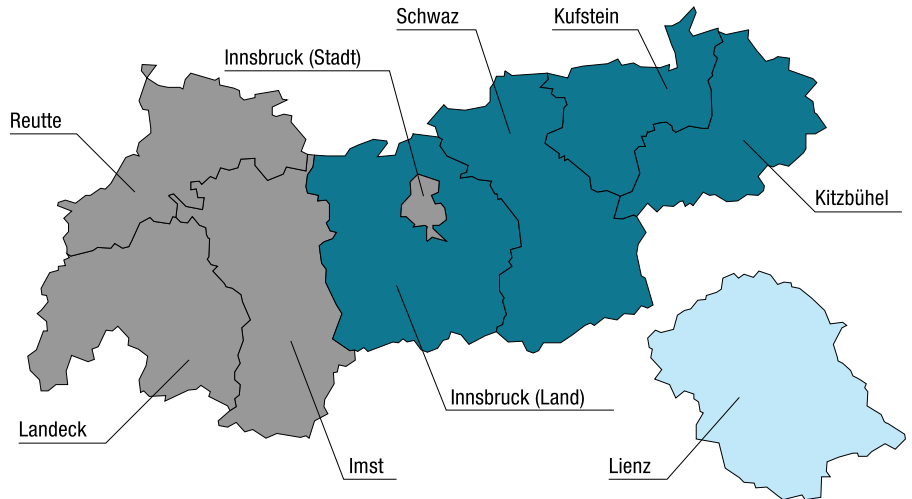 Schwaz
Kufstein
Innsbruck (Stadt)
Reutte
Kitzbühel
Innsbruck (Land)
Landeck
Imst
Lienz